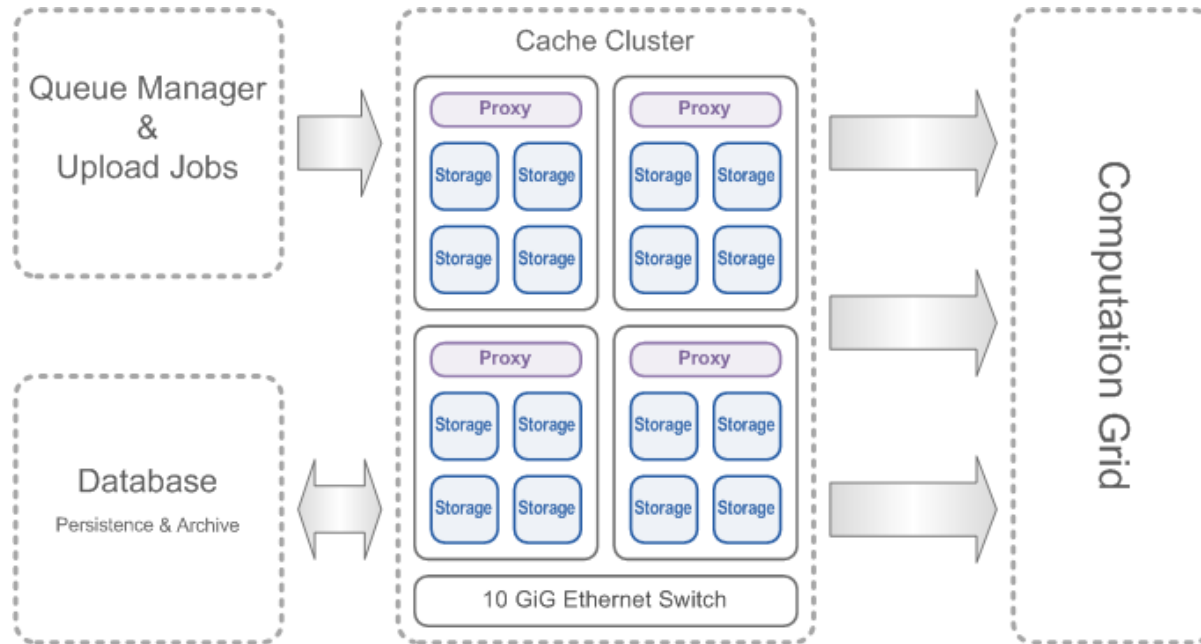 Queue Manager
&
Upload Jobs
Database
Persistence & Archive
Cache Cluster
Proxy
Storage Storage
Storage Storage
Proxy
Storage Storage
Storage Storage
Proxy
Storage Storage
Storage Storage
Proxy
Storage Storage
Storage Storage
10 GiG Ethernet Switch
Computation Grid